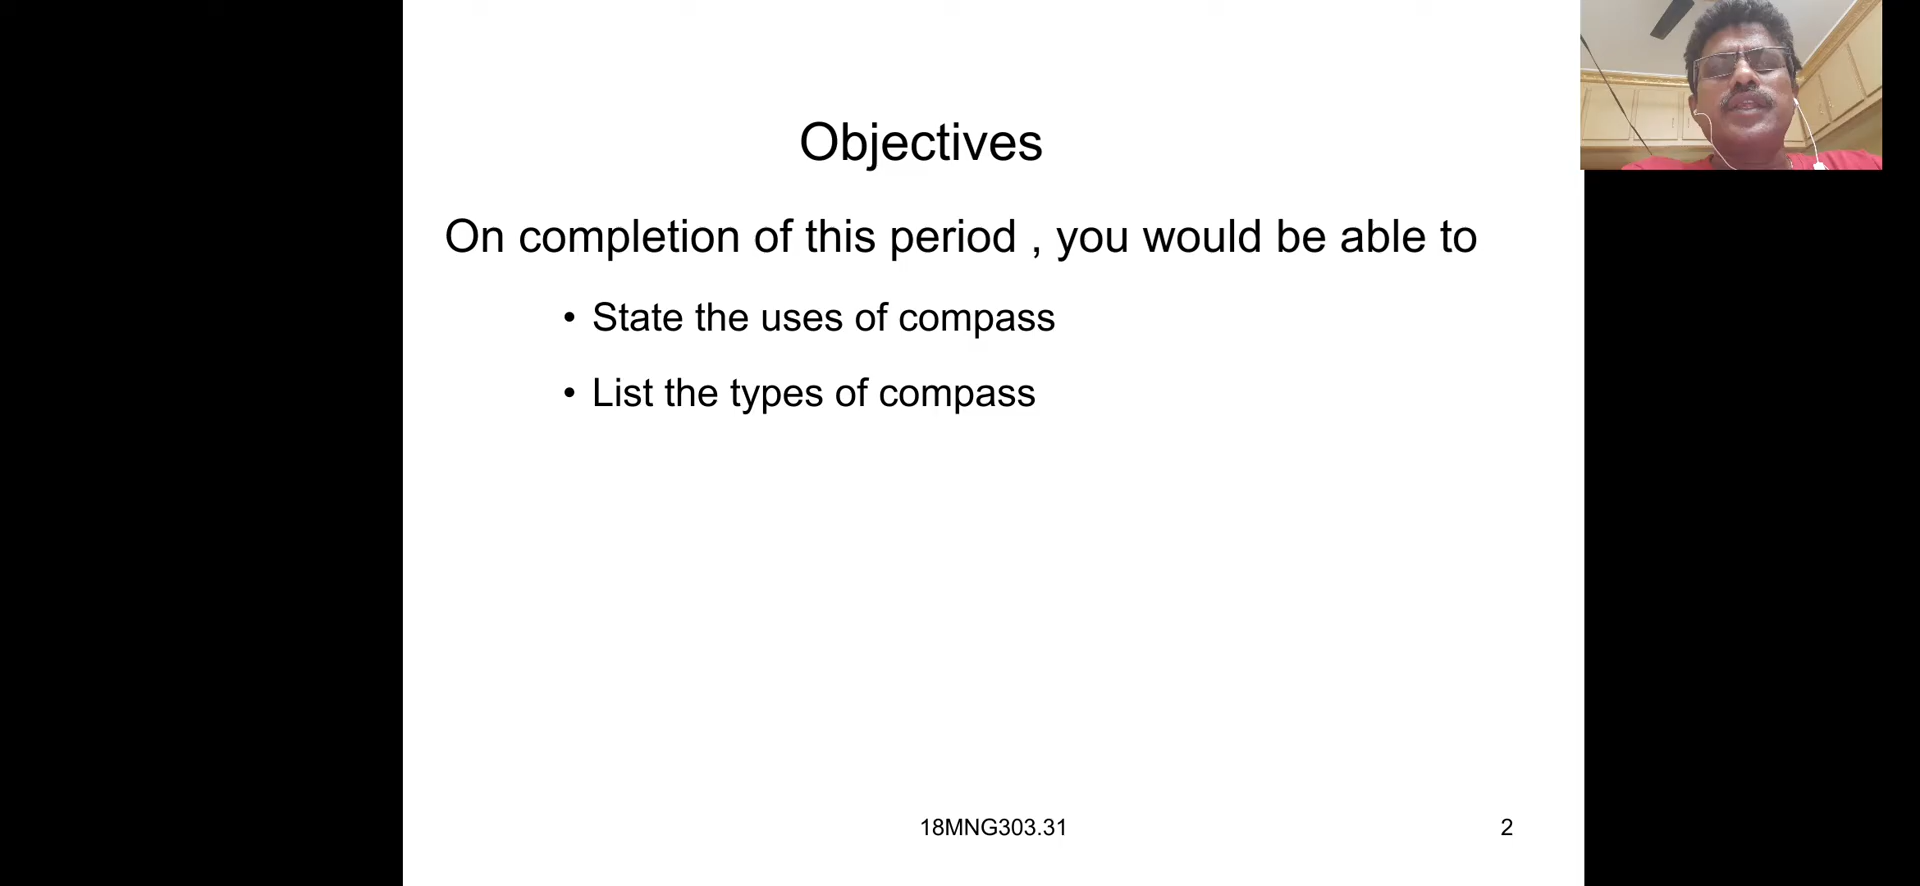 Objectives
On completion of this period , you would be able to
• State the uses of compass
• List the types of compass
18MNG303.31
2